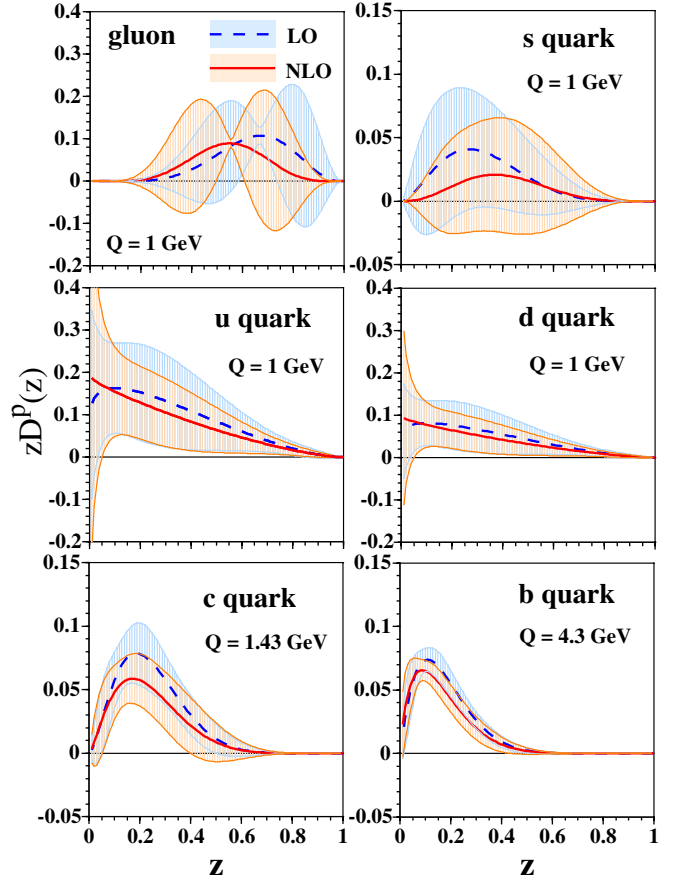 gluon
LO
NLO
Q = 1 GeV
0.4
0.3
0.2
0.1
0
-0.1
-0.2
s quark
Q = 1 GeV
0.15
0.1
0.05
0
-0.05
u quark
Q = 1 GeV
0.4
0.3
0.2
0.1
0
-0.1
-0.2
zD^p(z)
d quark
Q = 1 GeV
0.4
0.3
0.2
0.1
0
-0.1
-0.2
c quark
Q = 1.43 GeV
0.15
0.1
0.05
0
-0.05
0 0.2 0.4 0.6 0.8 1
z
b quark
Q = 4.3 GeV
0.15
0.1
0.05
0
-0.05
0 0.2 0.4 0.6 0.8 1
z